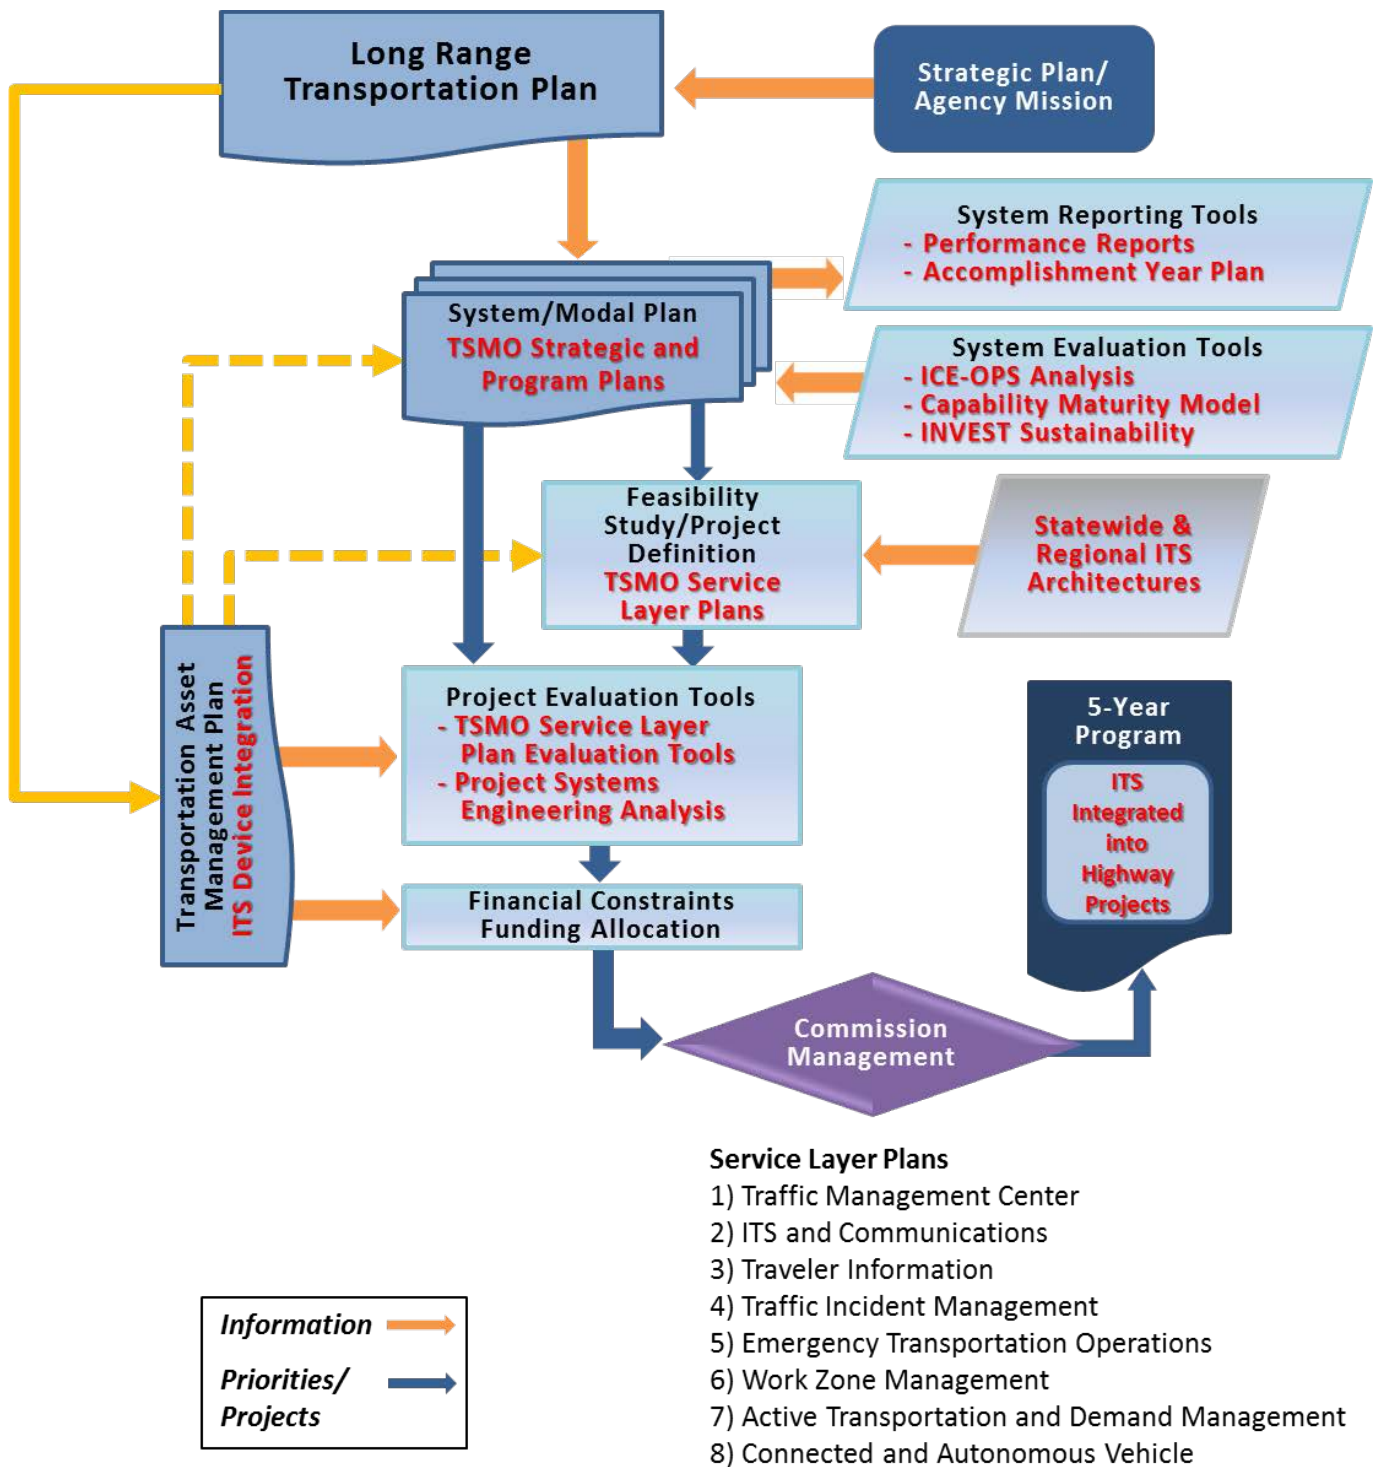 Long Range
Transportation Plan
Strategic Plan/
Agency Mission
System Reporting Tools
- Performance Reports
- Accomplishment Year Plan
System/Modal Plan
TSMO Strategic and
Program Plans
System Evaluation Tools
- ICE-OPS Analysis
- Capability Maturity Model
- INVEST Sustainability
Feasibility
Study/Project
Definition
TSMO Service
Layer Plans
Statewide &
Regional ITS
Architectures
Transportation Asset
Management Plan
ITS Device Integration
Project Evaluation Tools
- TSMO Service Layer
Plan Evaluation Tools
- Project Systems
Engineering Analysis
5-Year
Program
ITS
Integrated
into
Highway
Projects
Financial Constraints
Funding Allocation
Commission
Management
Service Layer Plans
1) Traffic Management Center
2) ITS and Communications
3) Traveler Information
4) Traffic Incident Management
5) Emergency Transportation Operations
6) Work Zone Management
7) Active Transportation and Demand Management
8) Connected and Autonomous Vehicle
Information
Priorities/
Projects